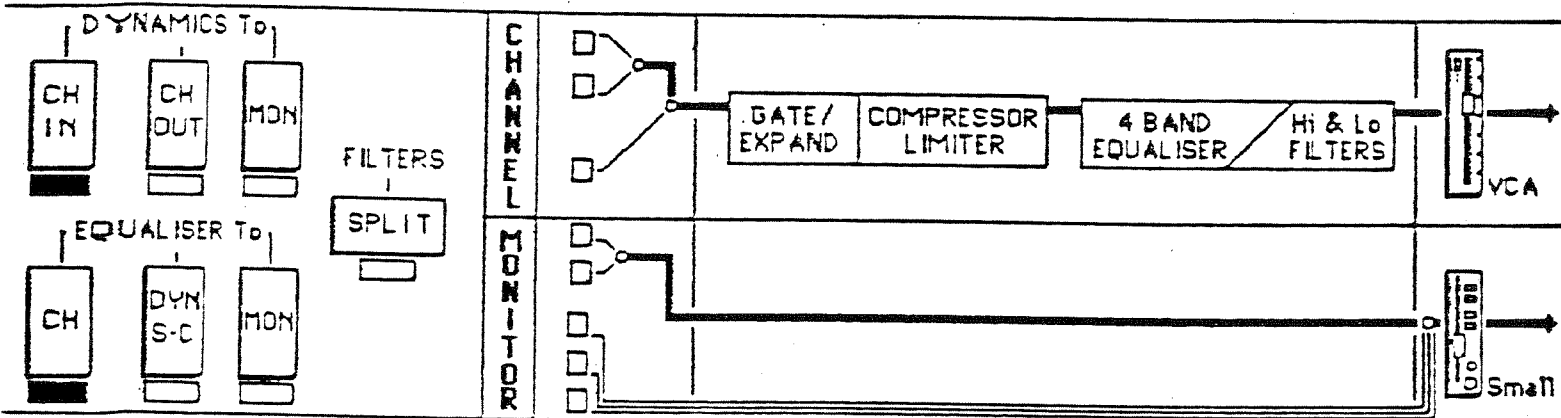 DYNAMICS To
CH
IN
CH
OUT
MON
FILTERS
SPLIT
EQUALISER To
CH
DYN
S-C
MON
CHANNEL
MONITOR
GATE/
EXPAND
COMPRESSOR
LIMITER
4 BAND
EQUALISER
Hi & Lo
FILTERS
VCA
Small